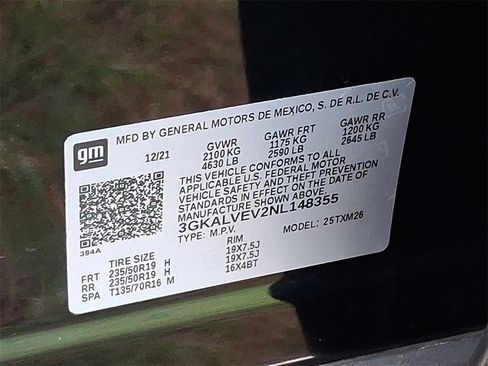 gm MFD BY GENERAL MOTORS DE MEXICO, S. DE R.L. DE C.V.
12/21 GVWR GAWR FRT GAWR RR
2100 KG 1175 KG 1200 KG
4630 LB 2590 LB 2645 LB
THIS VEHICLE CONFORMS TO ALL
APPLICABLE U.S. FEDERAL MOTOR
VEHICLE SAFETY AND THEFT PREVENTION
STANDARDS IN EFFECT ON THE DATE OF
MANUFACTURE SHOWN ABOVE.
3GKALVEV2NL148355
TYPE: M.P.V. MODEL: 25TXM26
384A
TIRE SIZE RIM
FRT 235/50R19 H 19X7.5J
RR 235/50R19 H 19X7.5J
SPA T135/70R16 M 16X4BT